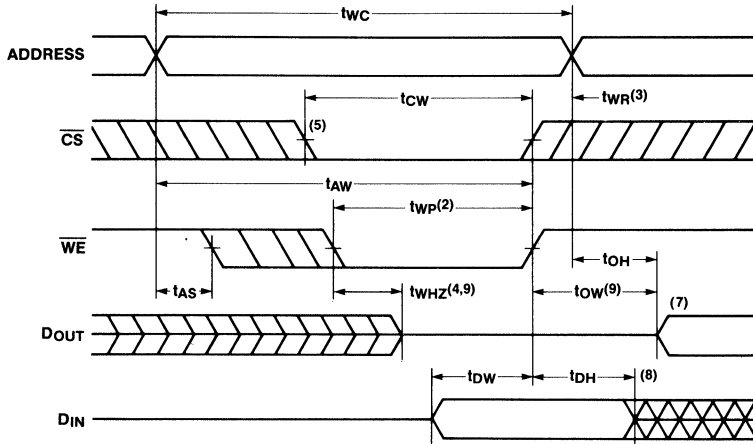 tWC
ADDRESS
tCW
tWR(3)
CS
(5)
tAW
tWP(2)
WE
tOH
tAS
tWHZ(4,9)
tOW(9)
(7)
DOUT
tDW
tDH
(8)
DIN